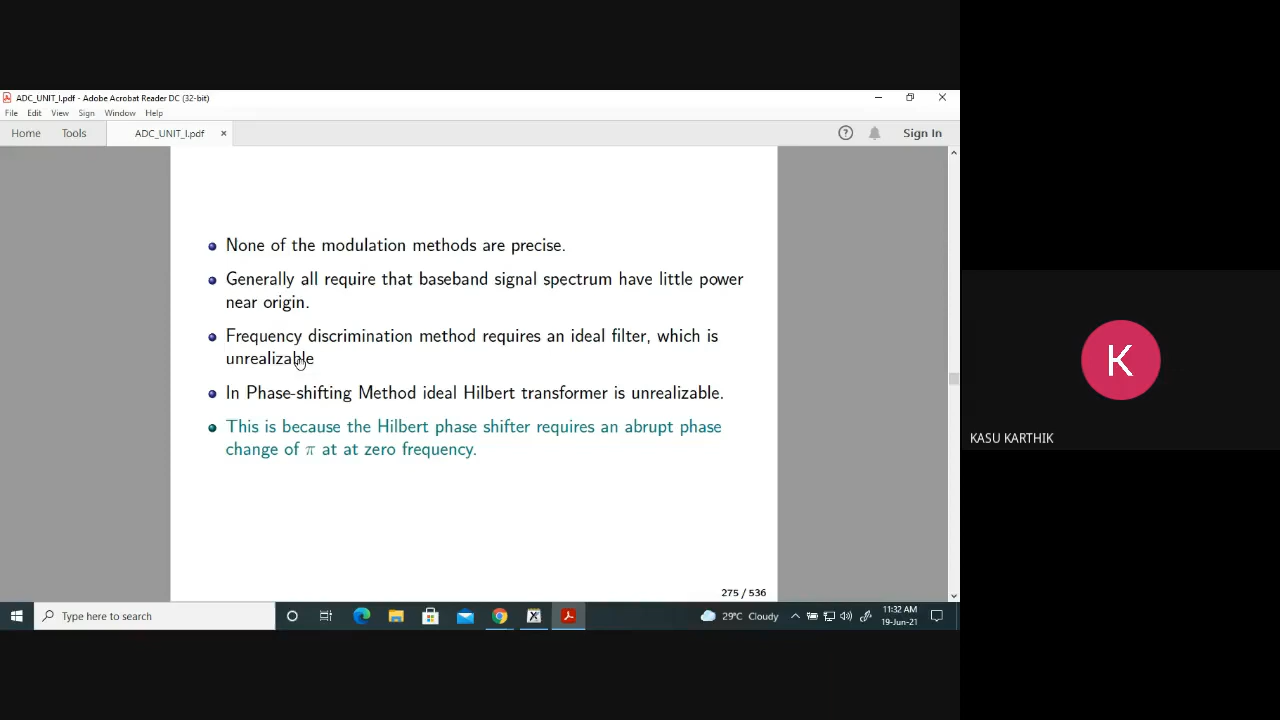 ADC_UNIT_I.pdf - Adobe Acrobat Reader DC (32-bit)
File Edit View Sign Window Help
Home Tools ADC_UNIT_I.pdf × Sign In
None of the modulation methods are precise.
Generally all require that baseband signal spectrum have little power
near origin.
Frequency discrimination method requires an ideal filter, which is
unrealizable
In Phase-shifting Method ideal Hilbert transformer is unrealizable.
This is because the Hilbert phase shifter requires an abrupt phase
change of π at at zero frequency.
275 / 536
K
KASU KARTHIK
Type here to search
29°C Cloudy
11:32 AM
19-Jun-21